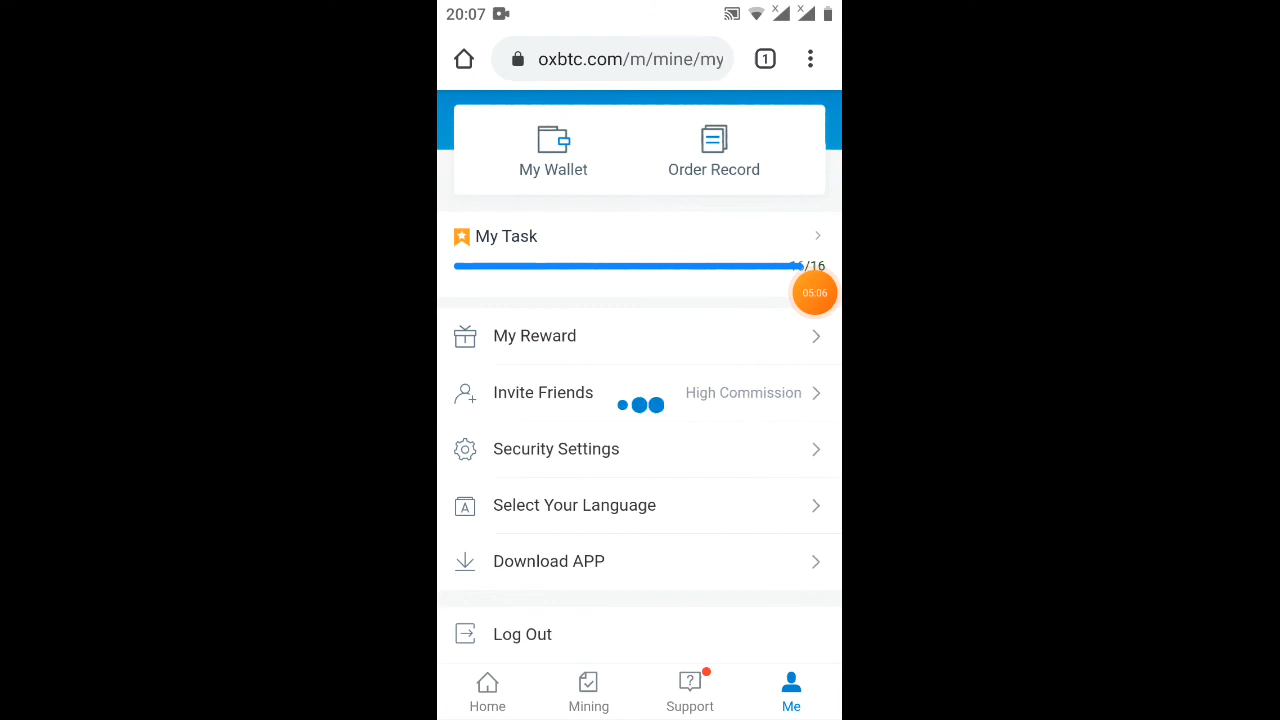 20:07
oxbtc.com/m/mine/my
1
My Wallet
Order Record
My Task
16/16
05:06
My Reward
Invite Friends
High Commission
Security Settings
Select Your Language
Download APP
Log Out
Home
Mining
Support
Me